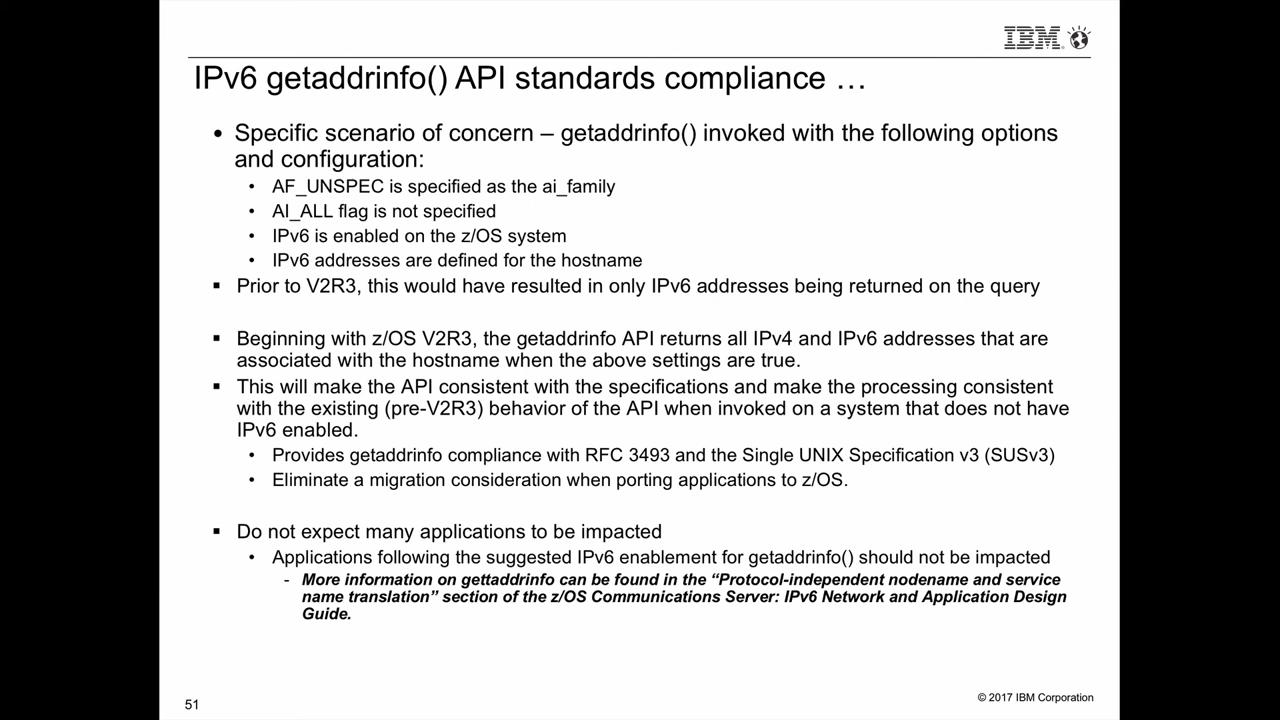 IBM
IPv6 getaddrinfo() API standards compliance …
• Specific scenario of concern – getaddrinfo() invoked with the following options
and configuration:
• AF_UNSPEC is specified as the ai_family
• AI_ALL flag is not specified
• IPv6 is enabled on the z/OS system
• IPv6 addresses are defined for the hostname
▪ Prior to V2R3, this would have resulted in only IPv6 addresses being returned on the query
▪ Beginning with z/OS V2R3, the getaddrinfo API returns all IPv4 and IPv6 addresses that are
associated with the hostname when the above settings are true.
▪ This will make the API consistent with the specifications and make the processing consistent
with the existing (pre-V2R3) behavior of the API when invoked on a system that does not have
IPv6 enabled.
• Provides getaddrinfo compliance with RFC 3493 and the Single UNIX Specification v3 (SUSv3)
• Eliminate a migration consideration when porting applications to z/OS.
▪ Do not expect many applications to be impacted
• Applications following the suggested IPv6 enablement for getaddrinfo() should not be impacted
- More information on gettaddrinfo can be found in the “Protocol-independent nodename and service
name translation” section of the z/OS Communications Server: IPv6 Network and Application Design
Guide.
51
© 2017 IBM Corporation